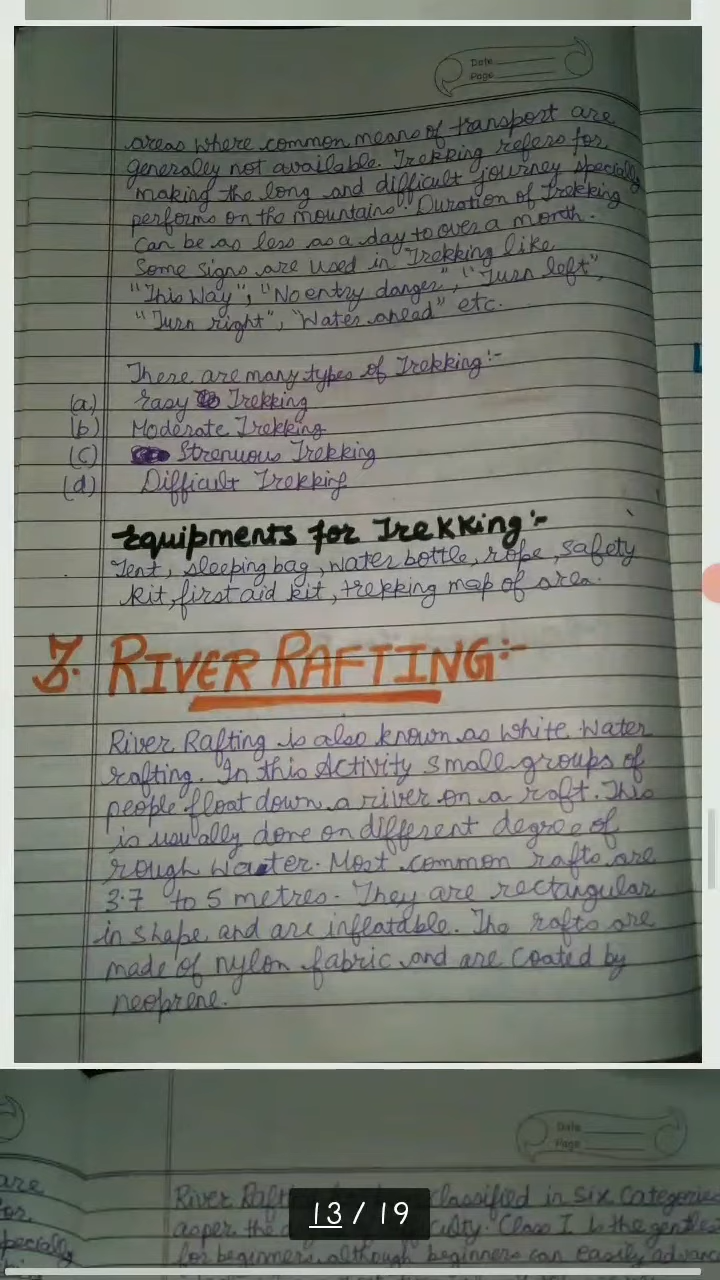 Date
Page
areas where common means of transport are
generaley not available. Trekking refers for
making the long and difficult journey specially
performs on the mountains. Duration of Trekking
can be as less as a day to over a month.
Some signs are used in Trekking like
"This Way", "No entry danger", "Turn left",
"Turn right", "Water ahead" etc.
There are many types of Trekking:-
(a) Easy Trekking
(b) Moderate Trekking
(c) Strenuous Trekking
(d) Difficult Trekking
Equipments for Trekking:-
Tent, sleeping bag, water bottle, rope, safety
kit, first aid kit, trekking map of area.
3. RIVER RAFTING:-
River Rafting is also known as White Water
rafting. In this Activity small groups of
people float down a river on a raft. This
is usually done on different degree of
rough water. Most common rafts are
3.7 to 5 metres. They are rectangular
in shape and are inflatable. The rafts are
made of nylon fabric and are coated by
neoprene.
Date
Page
are
for
specially
River classified in six categories
as per the Class I is the
for beginners, although beginners can easily
13 / 19